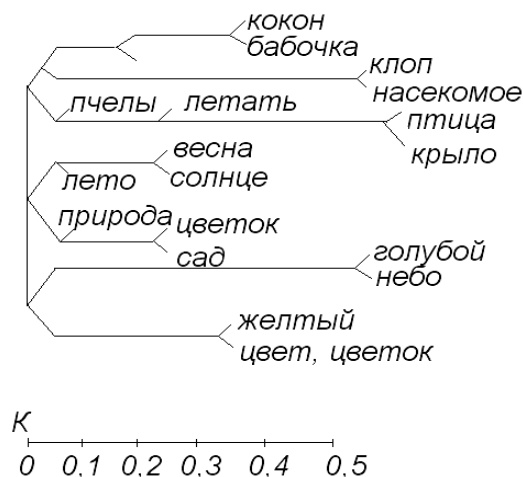 кокон
бабочка
клоп
насекомое
пчелы летать
птица
крыло
весна
лето солнце
природа цветок
сад
голубой
небо
желтый
цвет, цветок
К
0 0,1 0,2 0,3 0,4 0,5